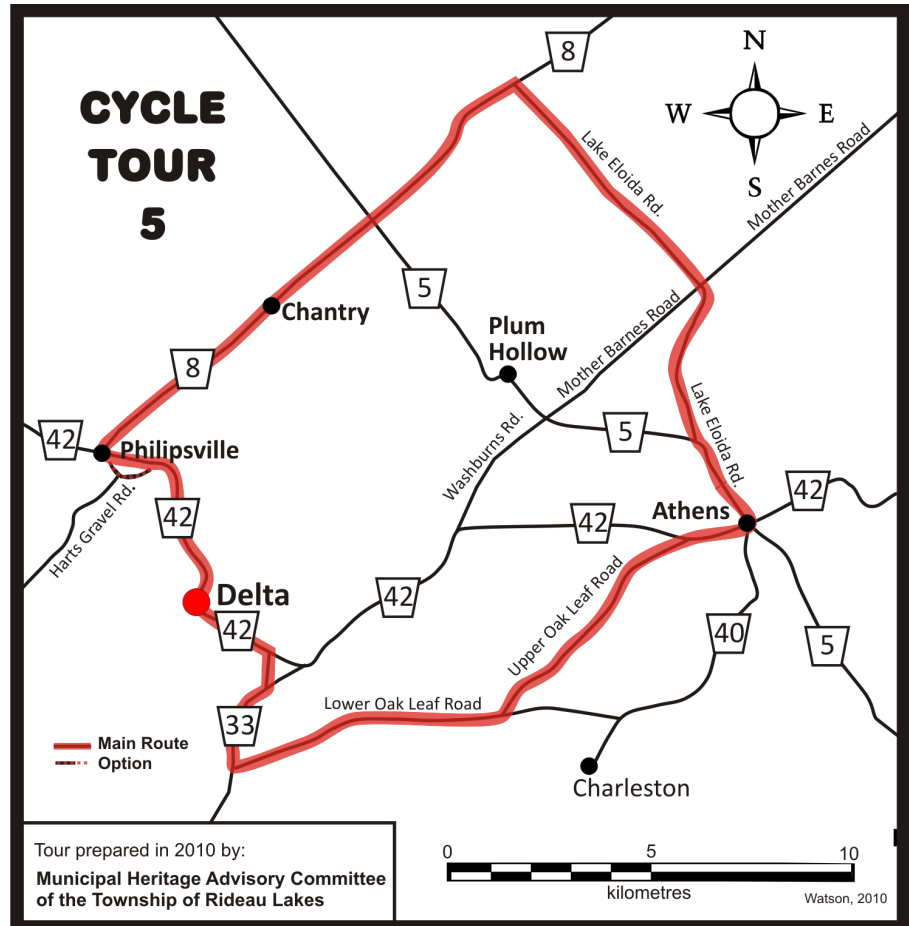 CYCLE
TOUR
5
8
N
W
E
S
Lake Eloida Rd.
Mother Barnes Road
5
Chantry
Plum
Hollow
Mother Barnes Road
8
42
Philipsville
Washburns Rd.
5
Lake Eloida Rd.
Harts Gravel Rd.
42
42
Athens
42
Delta
42
42
Upper Oak Leaf Road
40
5
33
Lower Oak Leaf Road
Main Route
Option
Charleston
Tour prepared in 2010 by:
Municipal Heritage Advisory Committee
of the Township of Rideau Lakes
0
5
10
kilometres
Watson, 2010